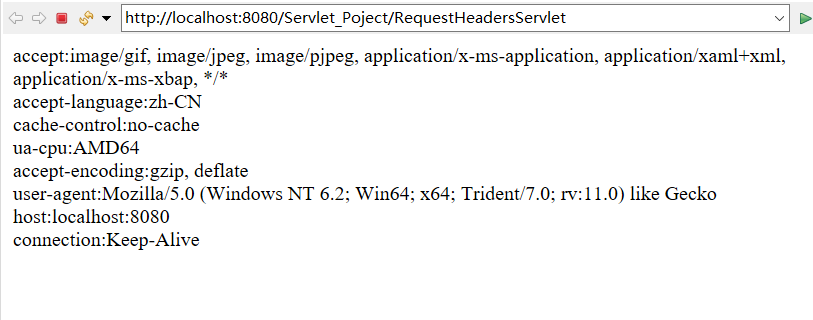 http://localhost:8080/Servlet_Poject/RequestHeadersServlet
accept:image/gif, image/jpeg, image/pjpeg, application/x-ms-application, application/xaml+xml,
application/x-ms-xbap, */*
accept-language:zh-CN
cache-control:no-cache
ua-cpu:AMD64
accept-encoding:gzip, deflate
user-agent:Mozilla/5.0 (Windows NT 6.2; Win64; x64; Trident/7.0; rv:11.0) like Gecko
host:localhost:8080
connection:Keep-Alive